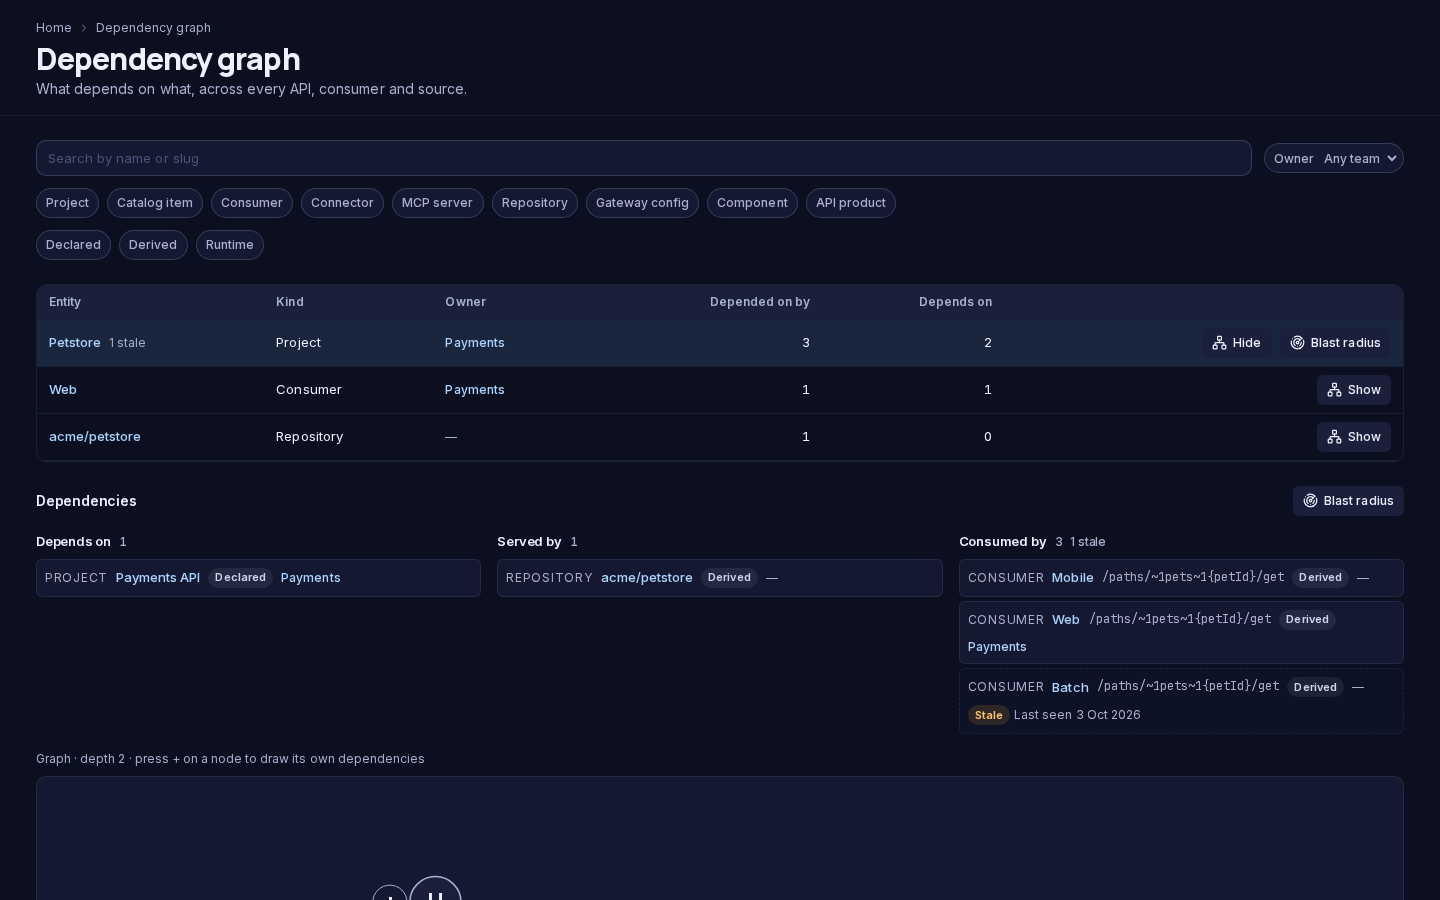 Home > Dependency graph
Dependency graph
What depends on what, across every API, consumer and source.
Search by name or slug
Owner Any team
Project Catalog item Consumer Connector MCP server Repository Gateway config Component API product
Declared Derived Runtime
Entity Kind Owner Depended on by Depends on
Petstore 1 stale Project Payments 3 2 Hide Blast radius
Web Consumer Payments 1 1 Show
acme/petstore Repository — 1 0 Show
Dependencies Blast radius
Depends on 1
PROJECT Payments API Declared Payments
Served by 1
REPOSITORY acme/petstore Derived —
Consumed by 3 1 stale
CONSUMER Mobile /paths/~1pets~1{petId}/get Derived —
CONSUMER Web /paths/~1pets~1{petId}/get Derived
Payments
CONSUMER Batch /paths/~1pets~1{petId}/get Derived —
Stale Last seen 3 Oct 2026
Graph · depth 2 · press + on a node to draw its own dependencies